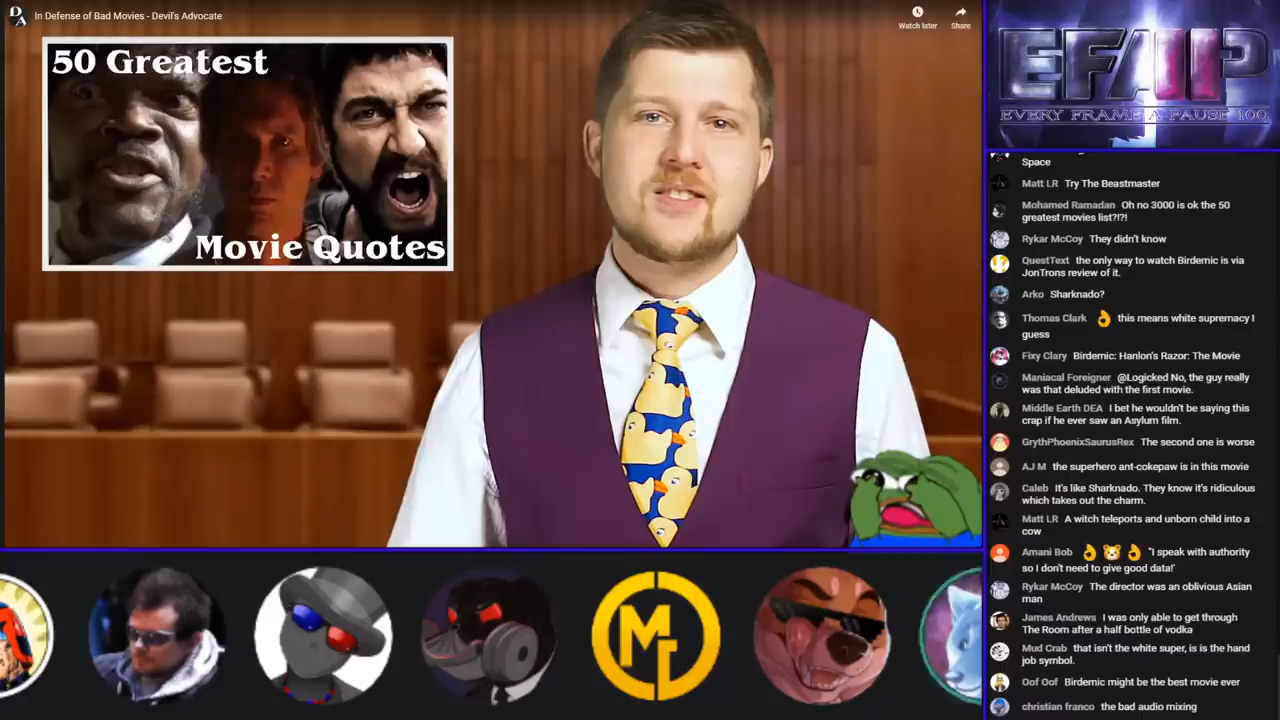 DA
In Defense of Bad Movies - Devil's Advocate
Watch later
Share
50 Greatest
Movie Quotes
EFAP
EVERY FRAME A PAUSE 100
Space
Matt LR Try The Beastmaster
Mohamed Ramadan Oh no 3000 is ok the 50
greatest movies list?!?!
Rykar McCoy They didn't know
QuestText the only way to watch Birdemic is via
JonTrons review of it.
Arko Sharknado?
Thomas Clark 👌 this means white supremacy I
guess
Fixy Clary Birdemic: Hanlon's Razor: The Movie
Maniacal Foreigner @Logicked No, the guy really
was that deluded with the first movie.
Middle Earth DEA I bet he wouldn't be saying this
crap if he ever saw an Asylum film.
GrythPhoenixSaurusRex The second one is worse
AJ M the superhero ant-cokepaw is in this movie
Caleb It's like Sharknado. They know it's ridiculous
which takes out the charm.
Matt LR A witch teleports and unborn child into a
cow
Amani Bob 👌 🐻 👌 "I speak with authority
so I don't need to give good data!'
Rykar McCoy The director was an oblivious Asian
man
James Andrews I was only able to get through
The Room after a half bottle of vodka
Mud Crab that isn't the white super, is is the hand
job symbol.
Oof Oof Birdemic might be the best movie ever
christian franco the bad audio mixing